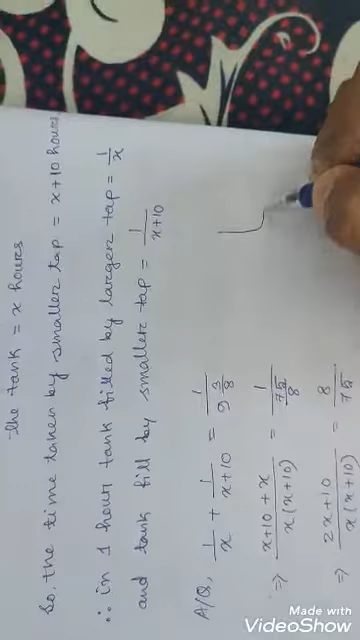 the tank = x hours
So, the time taken by smaller tap = x+10 hours
∴ in 1 hour tank filled by larger tap = 1/x
and tank fill by smaller tap = 1/(x+10)
A/Q, 1/x + 1/(x+10) = 1/(9 3/8)
=> (x+10+x)/(x(x+10)) = 1/(75/8)
=> (2x+10)/(x(x+10)) = 8/75
Made with
VideoShow